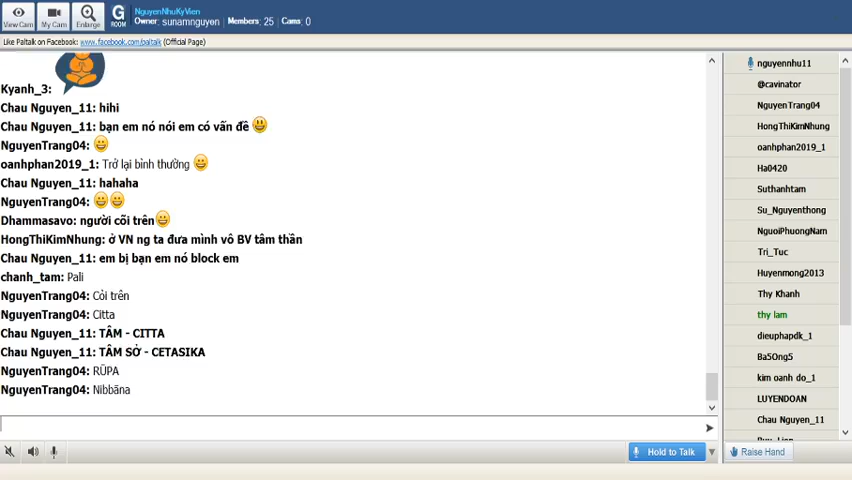 NguyenNhuKyVien
View Cam
My Cam
Enlarge
G
ROOM
Owner: sunamnguyen
Members: 25
Cams: 0
Like Paltalk on Facebook: www.facebook.com/paltalk (Official Page)
Kyanh_3:
Chau Nguyen_11: hihi
Chau Nguyen_11: bạn em nó nói em có vấn đề
NguyenTrang04:
oanhphan2019_1: Trở lại bình thường
Chau Nguyen_11: hahaha
NguyenTrang04:
Dhammasavo: người cõi trên
HongThiKimNhung: ở VN ng ta đưa mình vô BV tâm thần
Chau Nguyen_11: em bị bạn em nó block em
chanh_tam: Pali
NguyenTrang04: Cỏi trên
NguyenTrang04: Citta
Chau Nguyen_11: TÂM - CITTA
Chau Nguyen_11: TÂM SỞ - CETASIKA
NguyenTrang04: RŪPA
NguyenTrang04: Nibbāna
nguyennhu11
@cavinator
NguyenTrang04
HongThiKimNhung
oanhphan2019_1
Ha0420
Suthanhtam
Su_Nguyenthong
NguoiPhuongNam
Tri_Tuc
Huyenmong2013
Thy Khanh
thy lam
dieuphapdk_1
Ba5Ong5
kim oanh do_1
LUYENDOAN
Chau Nguyen_11
Hold to Talk
Raise Hand